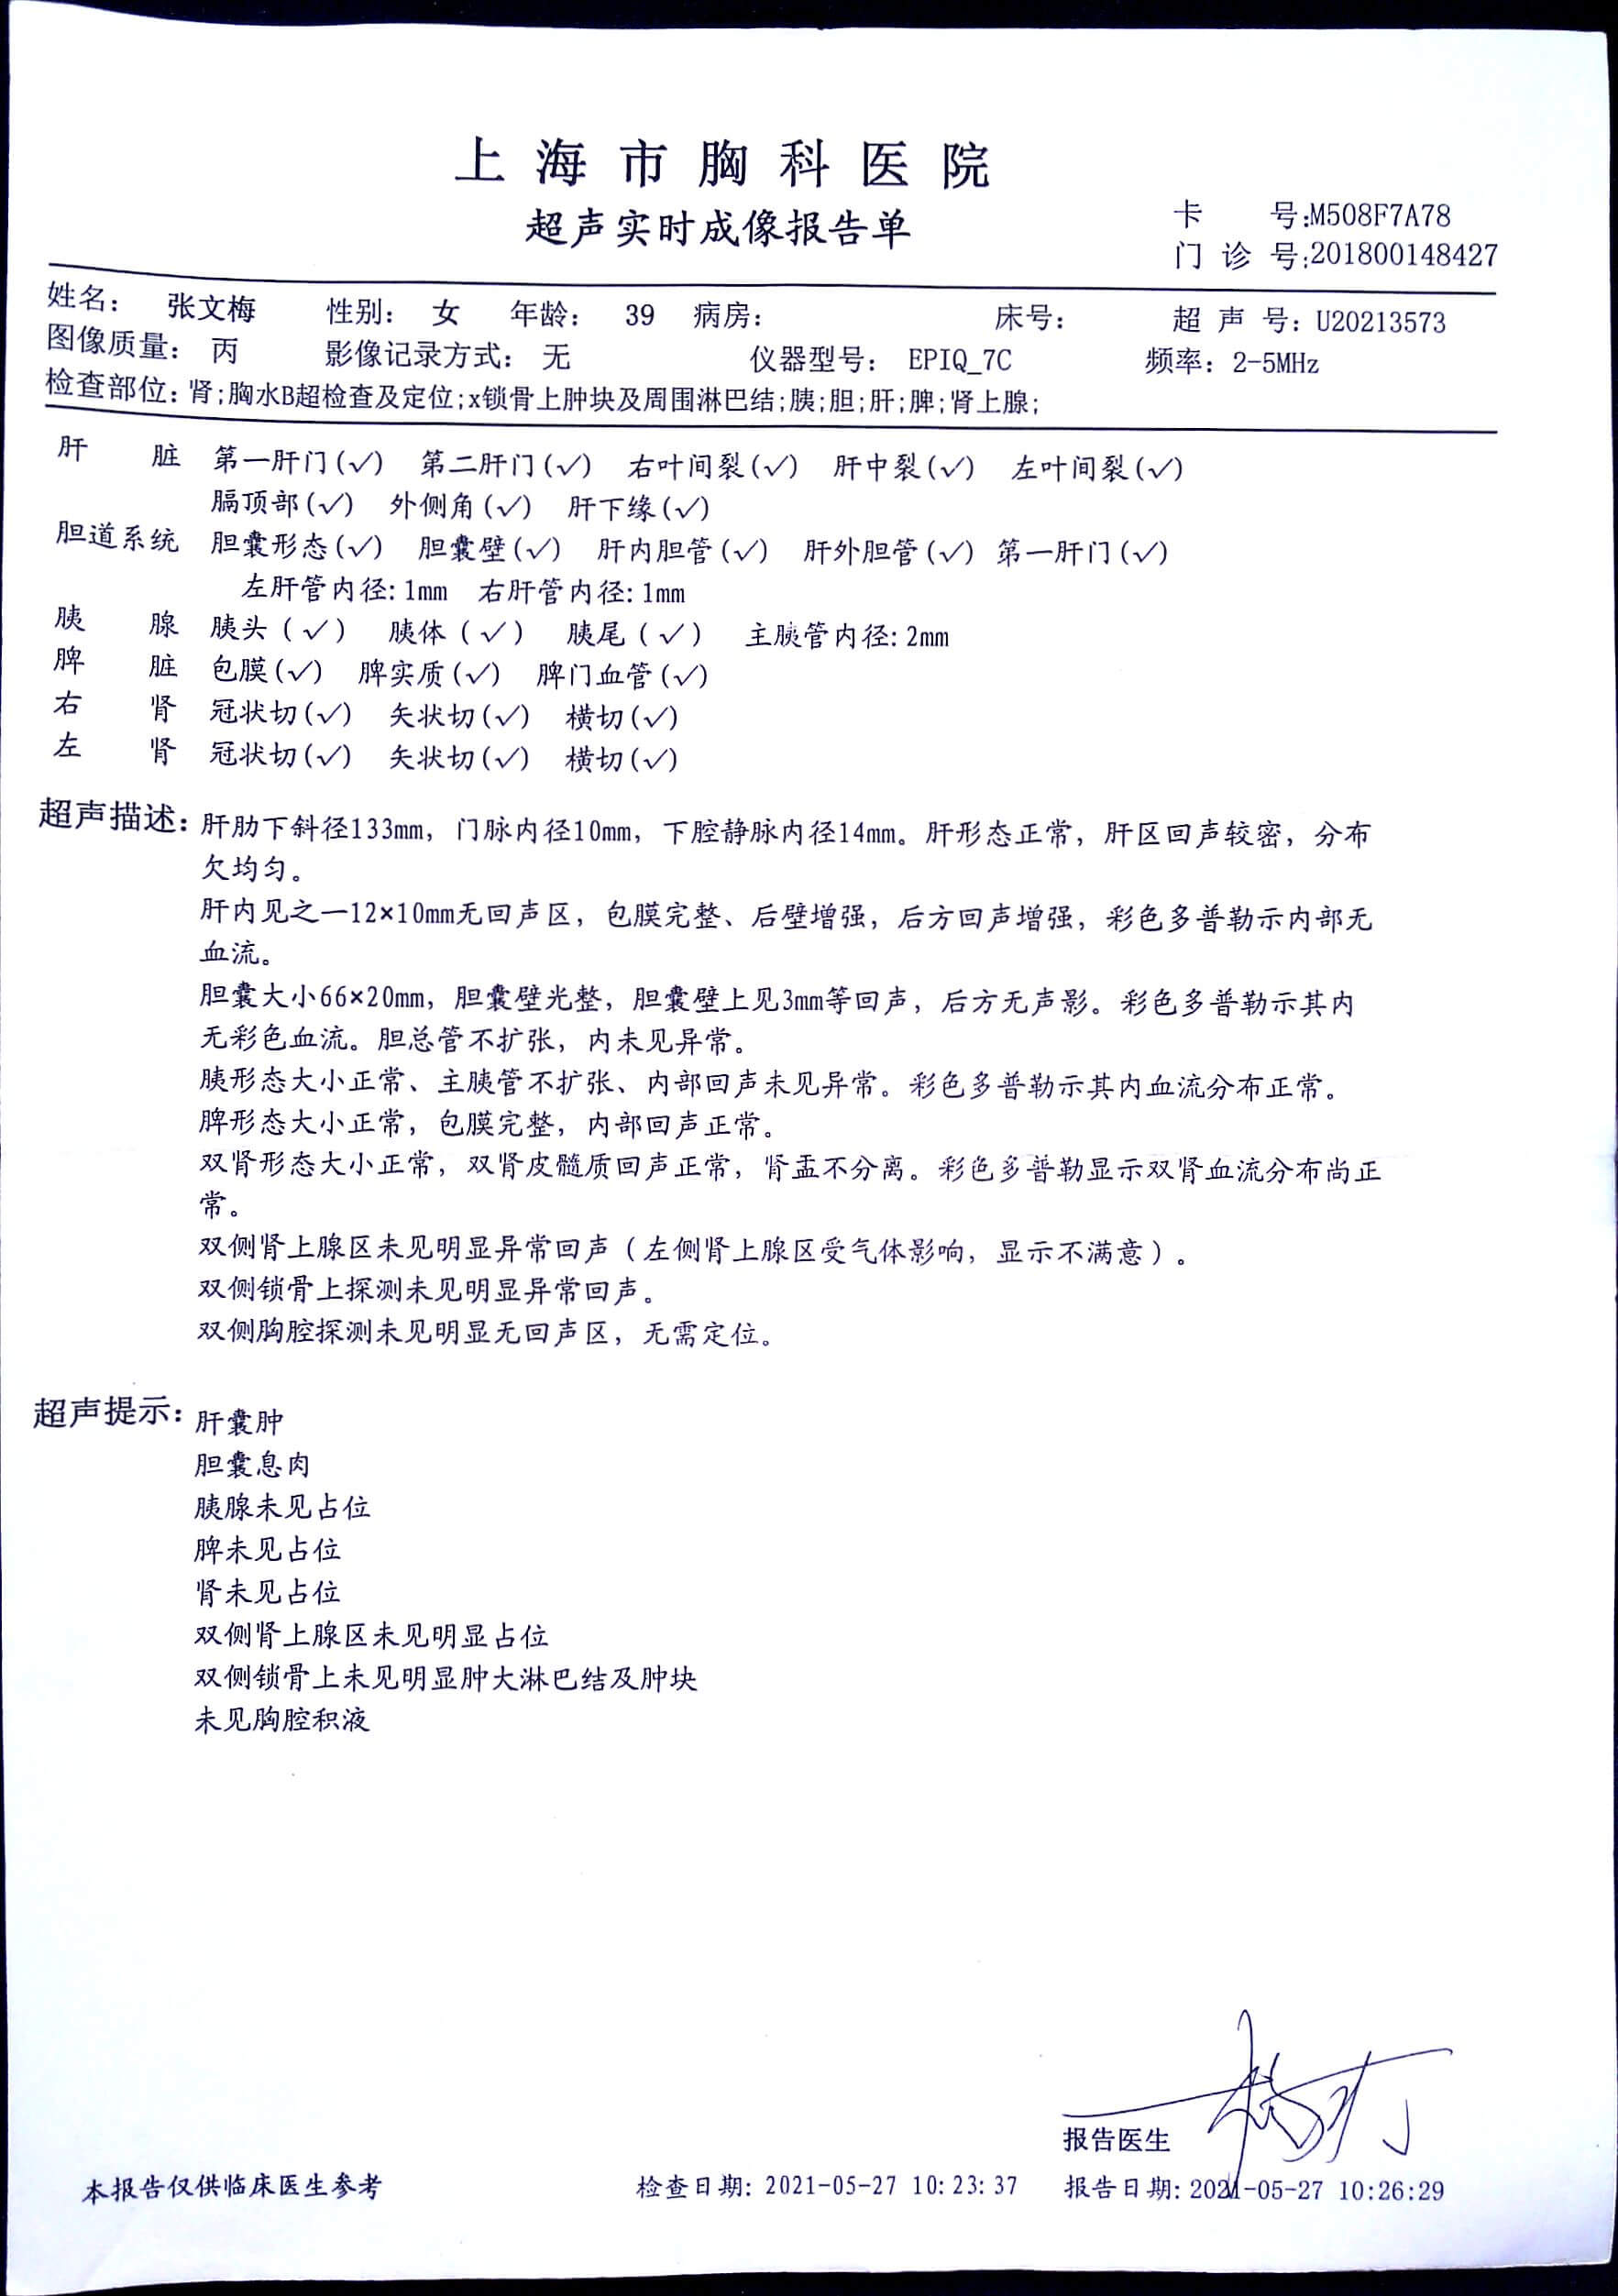 上海市胸科医院
超声实时成像报告单
卡 号:M508F7A78
门 诊 号:201800148427
姓名: 张文梅 性别: 女 年龄: 39 病房: 床号: 超 声 号: U20213573
图像质量: 丙 影像记录方式: 无 仪器型号: EPIQ_7C 频率: 2-5MHz
检查部位: 肾;胸水B超检查及定位;x锁骨上肿块及周围淋巴结;胰;胆;肝;脾;肾上腺;
肝 脏 第一肝门(√) 第二肝门(√) 右叶间裂(√) 肝中裂(√) 左叶间裂(√)
膈顶部(√) 外侧角(√) 肝下缘(√)
胆道系统 胆囊形态(√) 胆囊壁(√) 肝内胆管(√) 肝外胆管(√) 第一肝门(√)
左肝管内径: 1mm 右肝管内径: 1mm
胰 腺 胰头(√) 胰体(√) 胰尾(√) 主胰管内径: 2mm
脾 脏 包膜(√) 脾实质(√) 脾门血管(√)
右 肾 冠状切(√) 矢状切(√) 横切(√)
左 肾 冠状切(√) 矢状切(√) 横切(√)
超声描述: 肝肋下斜径133mm, 门脉内径10mm, 下腔静脉内径14mm。肝形态正常, 肝区回声较密, 分布
欠均匀。
肝内见之一12×10mm无回声区, 包膜完整、后壁增强, 后方回声增强, 彩色多普勒示内部无
血流。
胆囊大小66×20mm, 胆囊壁光整, 胆囊壁上见3mm等回声, 后方无声影。彩色多普勒示其内
无彩色血流。胆总管不扩张, 内未见异常。
胰形态大小正常、主胰管不扩张、内部回声未见异常。彩色多普勒示其内血流分布正常。
脾形态大小正常, 包膜完整, 内部回声正常。
双肾形态大小正常, 双肾皮髓质回声正常, 肾盂不分离。彩色多普勒显示双肾血流分布尚正
常。
双侧肾上腺区未见明显异常回声(左侧肾上腺区受气体影响, 显示不满意)。
双侧锁骨上探测未见明显异常回声。
双侧胸腔探测未见明显无回声区, 无需定位。
超声提示: 肝囊肿
胆囊息肉
胰腺未见占位
脾未见占位
肾未见占位
双侧肾上腺区未见明显占位
双侧锁骨上未见明显肿大淋巴结及肿块
未见胸腔积液
报告医生
本报告仅供临床医生参考 检查日期: 2021-05-27 10:23:37 报告日期: 2021-05-27 10:26:29